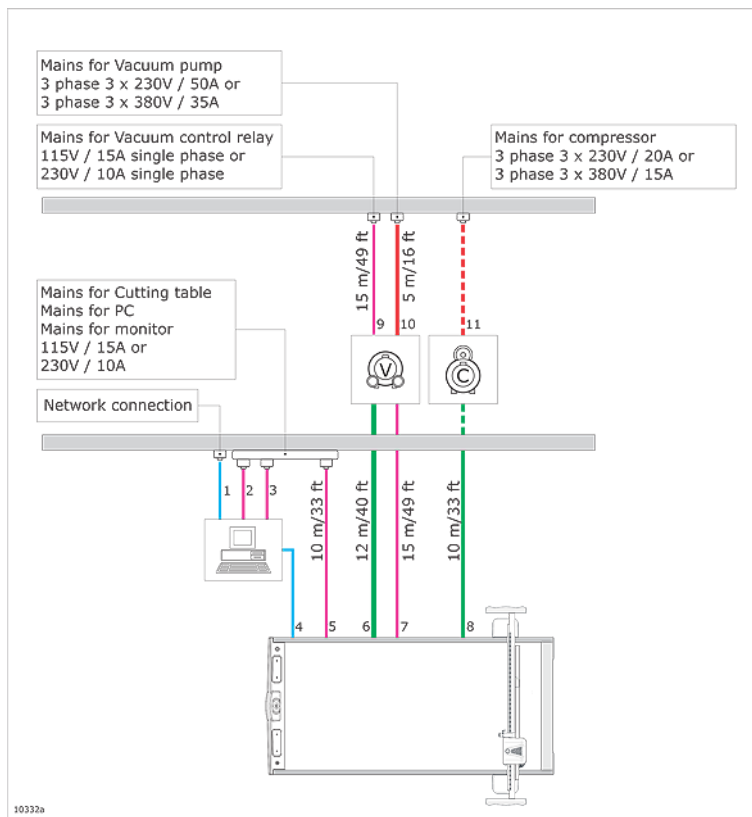 Mains for Vacuum pump
3 phase 3 x 230V / 50A or
3 phase 3 x 380V / 35A
Mains for Vacuum control relay
115V / 15A single phase or
230V / 10A single phase
Mains for compressor
3 phase 3 x 230V / 20A or
3 phase 3 x 380V / 15A
15 m/49 ft
5 m/16 ft
Mains for Cutting table
Mains for PC
Mains for monitor
115V / 15A or
230V / 10A
9
10
11
V
C
Network connection
1
2
3
10 m/33 ft
12 m/40 ft
15 m/49 ft
10 m/33 ft
4
5
6
7
8
10332a